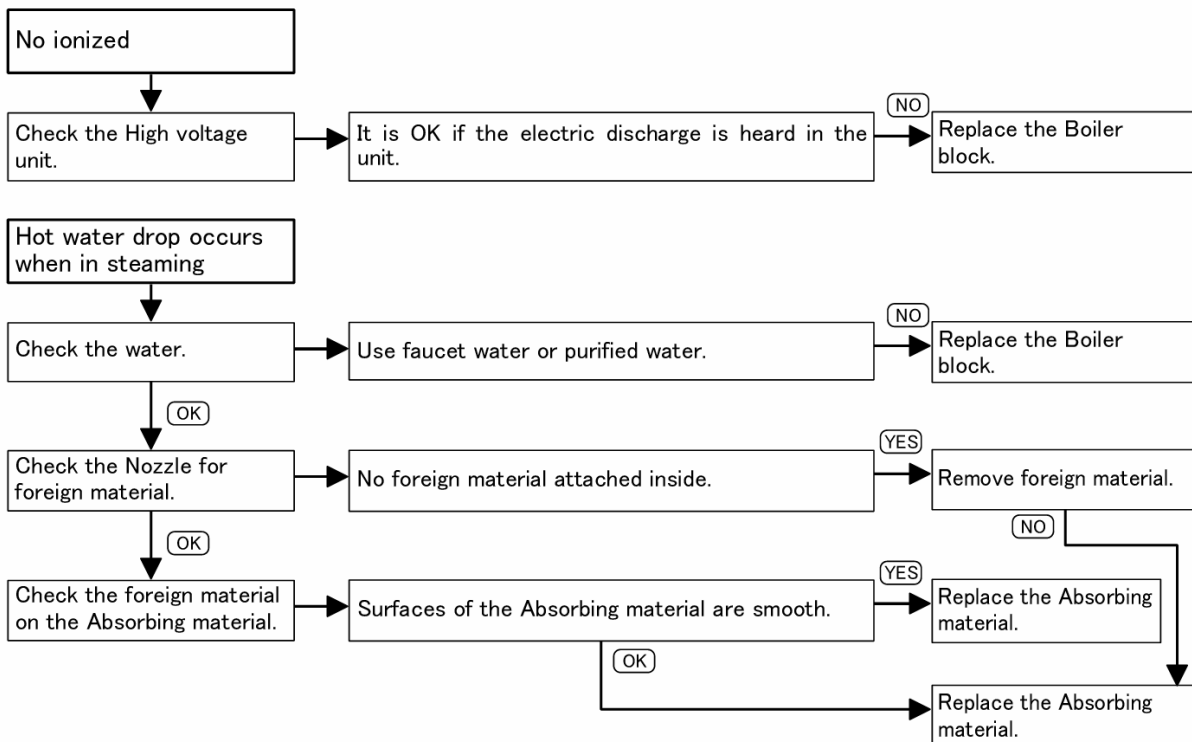 No ionized
Check the High voltage
unit.
It is OK if the electric discharge is heard in the
unit.
NO
Replace the Boiler
block.
Hot water drop occurs
when in steaming
Check the water.
Use faucet water or purified water.
NO
Replace the Boiler
block.
OK
Check the Nozzle for
foreign material.
No foreign material attached inside.
YES
Remove foreign material.
OK
NO
Check the foreign material
on the Absorbing material.
Surfaces of the Absorbing material are smooth.
YES
Replace the Absorbing
material.
OK
Replace the Absorbing
material.